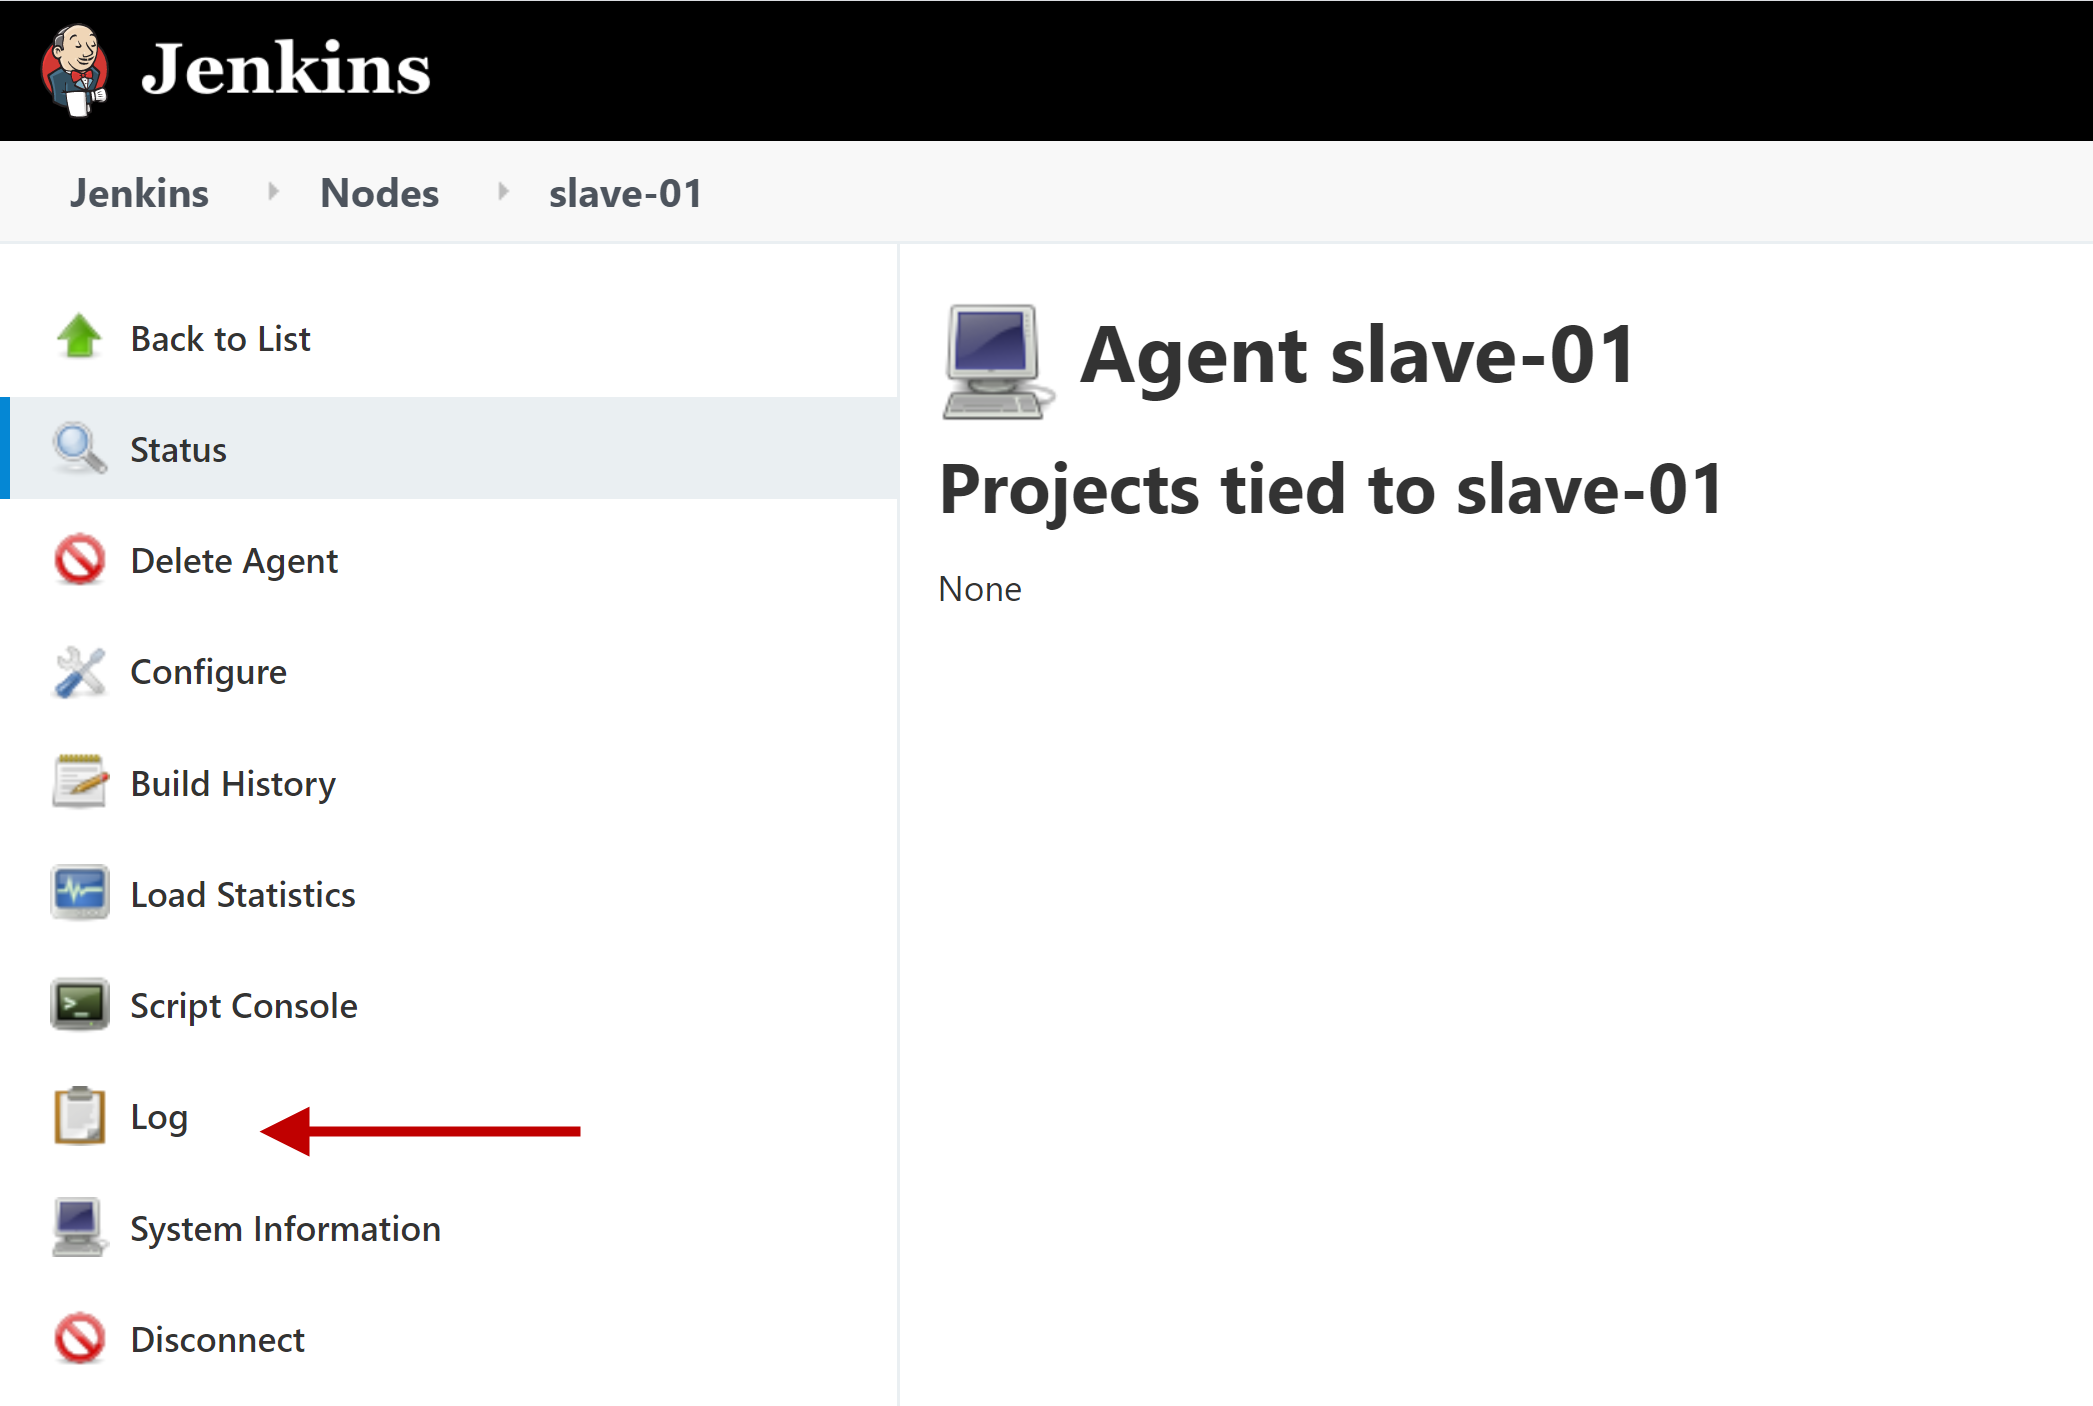 Jenkins
Jenkins Nodes slave-01
Back to List
Status
Delete Agent
Configure
Build History
Load Statistics
Script Console
Log
System Information
Disconnect
Agent slave-01
Projects tied to slave-01
None